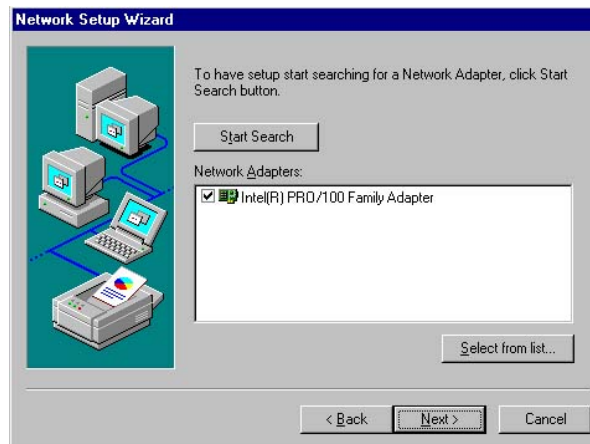 Network Setup Wizard
To have setup start searching for a Network Adapter, click Start
Search button.
Start Search
Network Adapters:
Intel(R) PRO/100 Family Adapter
Select from list...
< Back
Next >
Cancel